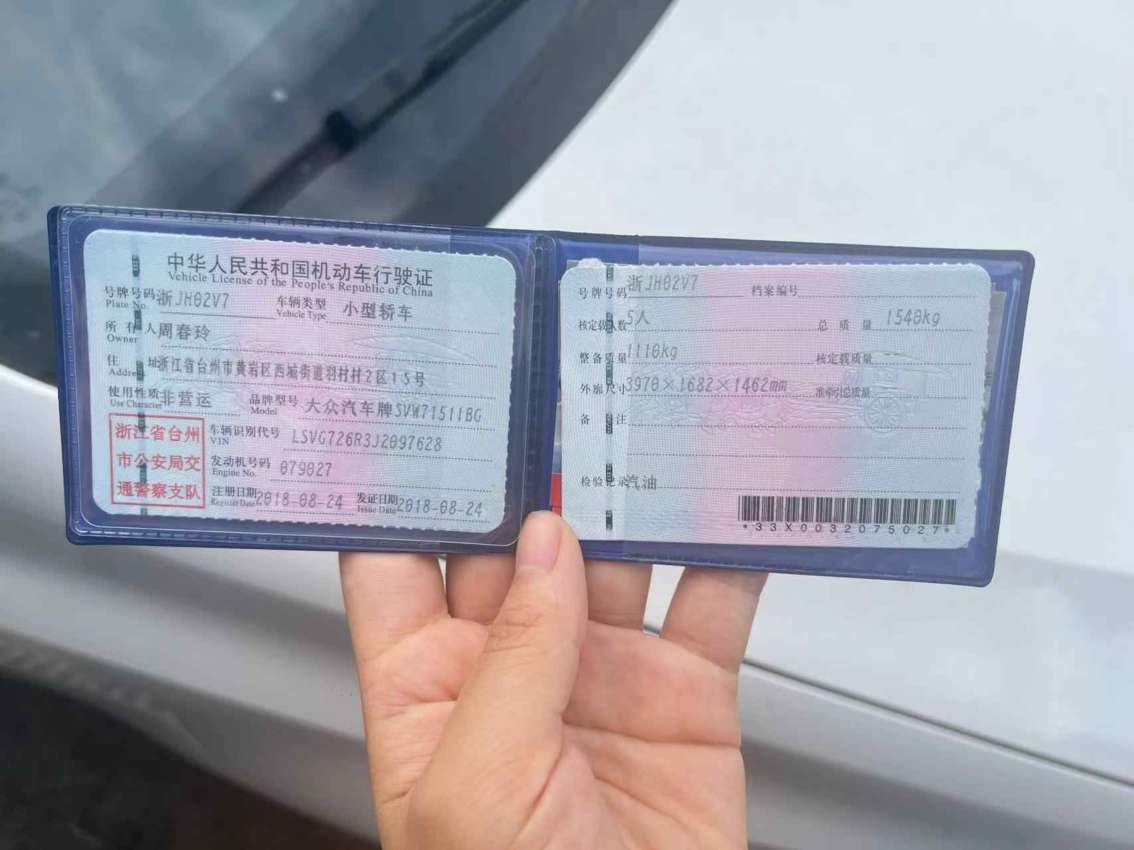 中华人民共和国机动车行驶证
Vehicle License of the People's Republic of China
号牌号码 浙JH02V7 车辆类型 小型轿车
Plate No. Vehicle Type
所有人 周春玲
Owner
住址 浙江省台州市黄岩区西城街道羽村村2区15号
Address
使用性质 非营运 品牌型号 大众汽车牌SVW71511BG
Use Character Model
浙江省台州
市公安局交
通警察支队
车辆识别代号 LSVG726R3J2097628
VIN
发动机号码 079027
Engine No.
注册日期 2018-08-24 发证日期 2018-08-24
Register Date Issue Date
号牌号码 浙JH02V7 档案编号
核定载人数 5人 总质量 1540kg
整备质量 1110kg 核定载质量
外廓尺寸 3970×1682×1462mm 准牵引总质量
备注
检验记录 汽油
*33X0032075027*